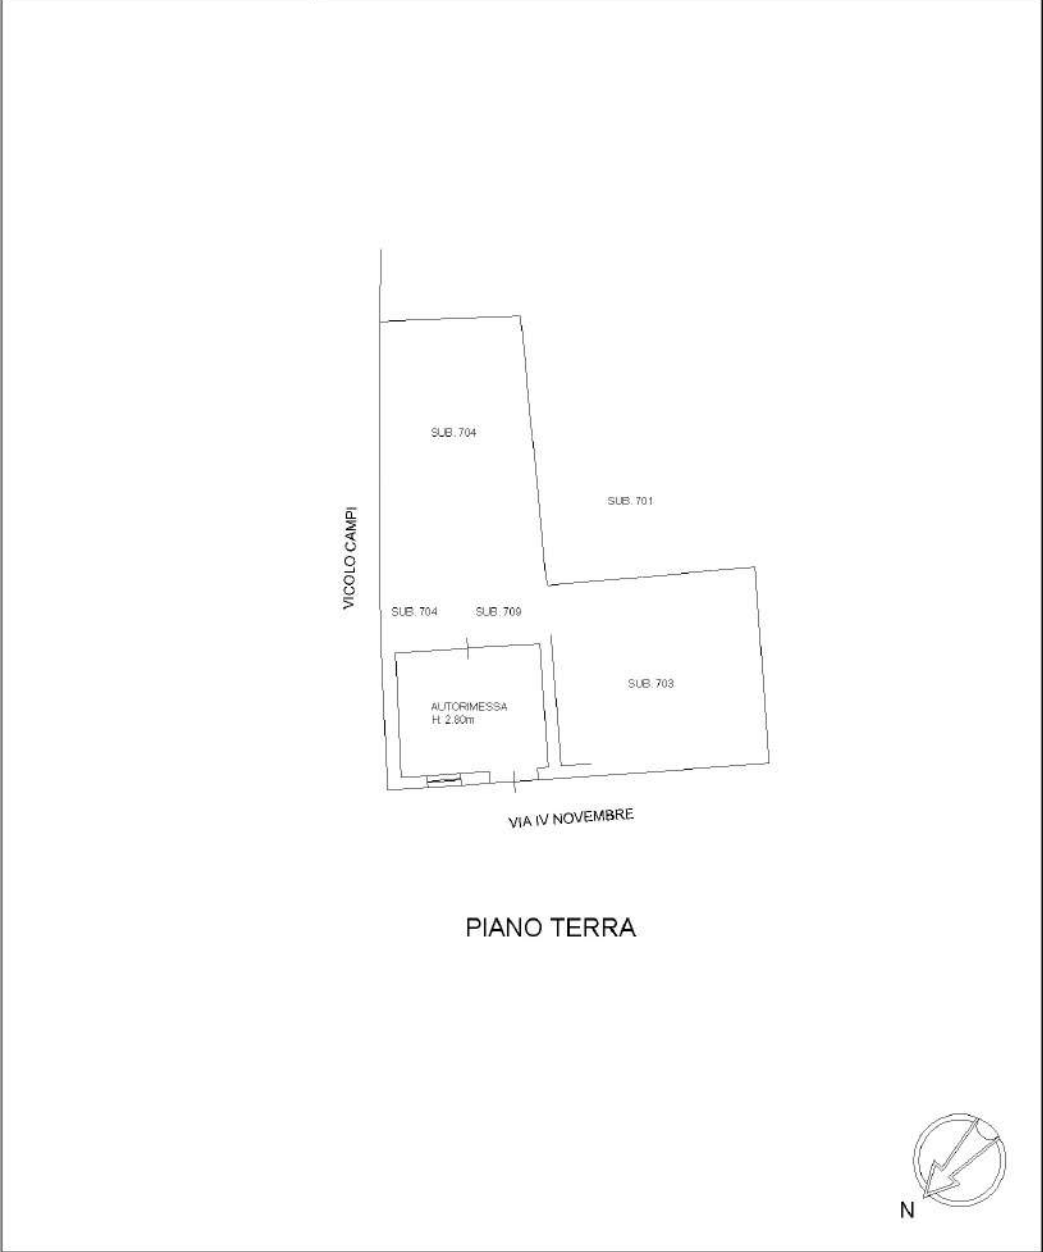 SUB. 704
SUB. 701
VICOLO CAMPI
SUB. 704
SUB. 709
SUB. 703
AUTORIMESSA
H: 2.80m
VIA IV NOVEMBRE
PIANO TERRA
N